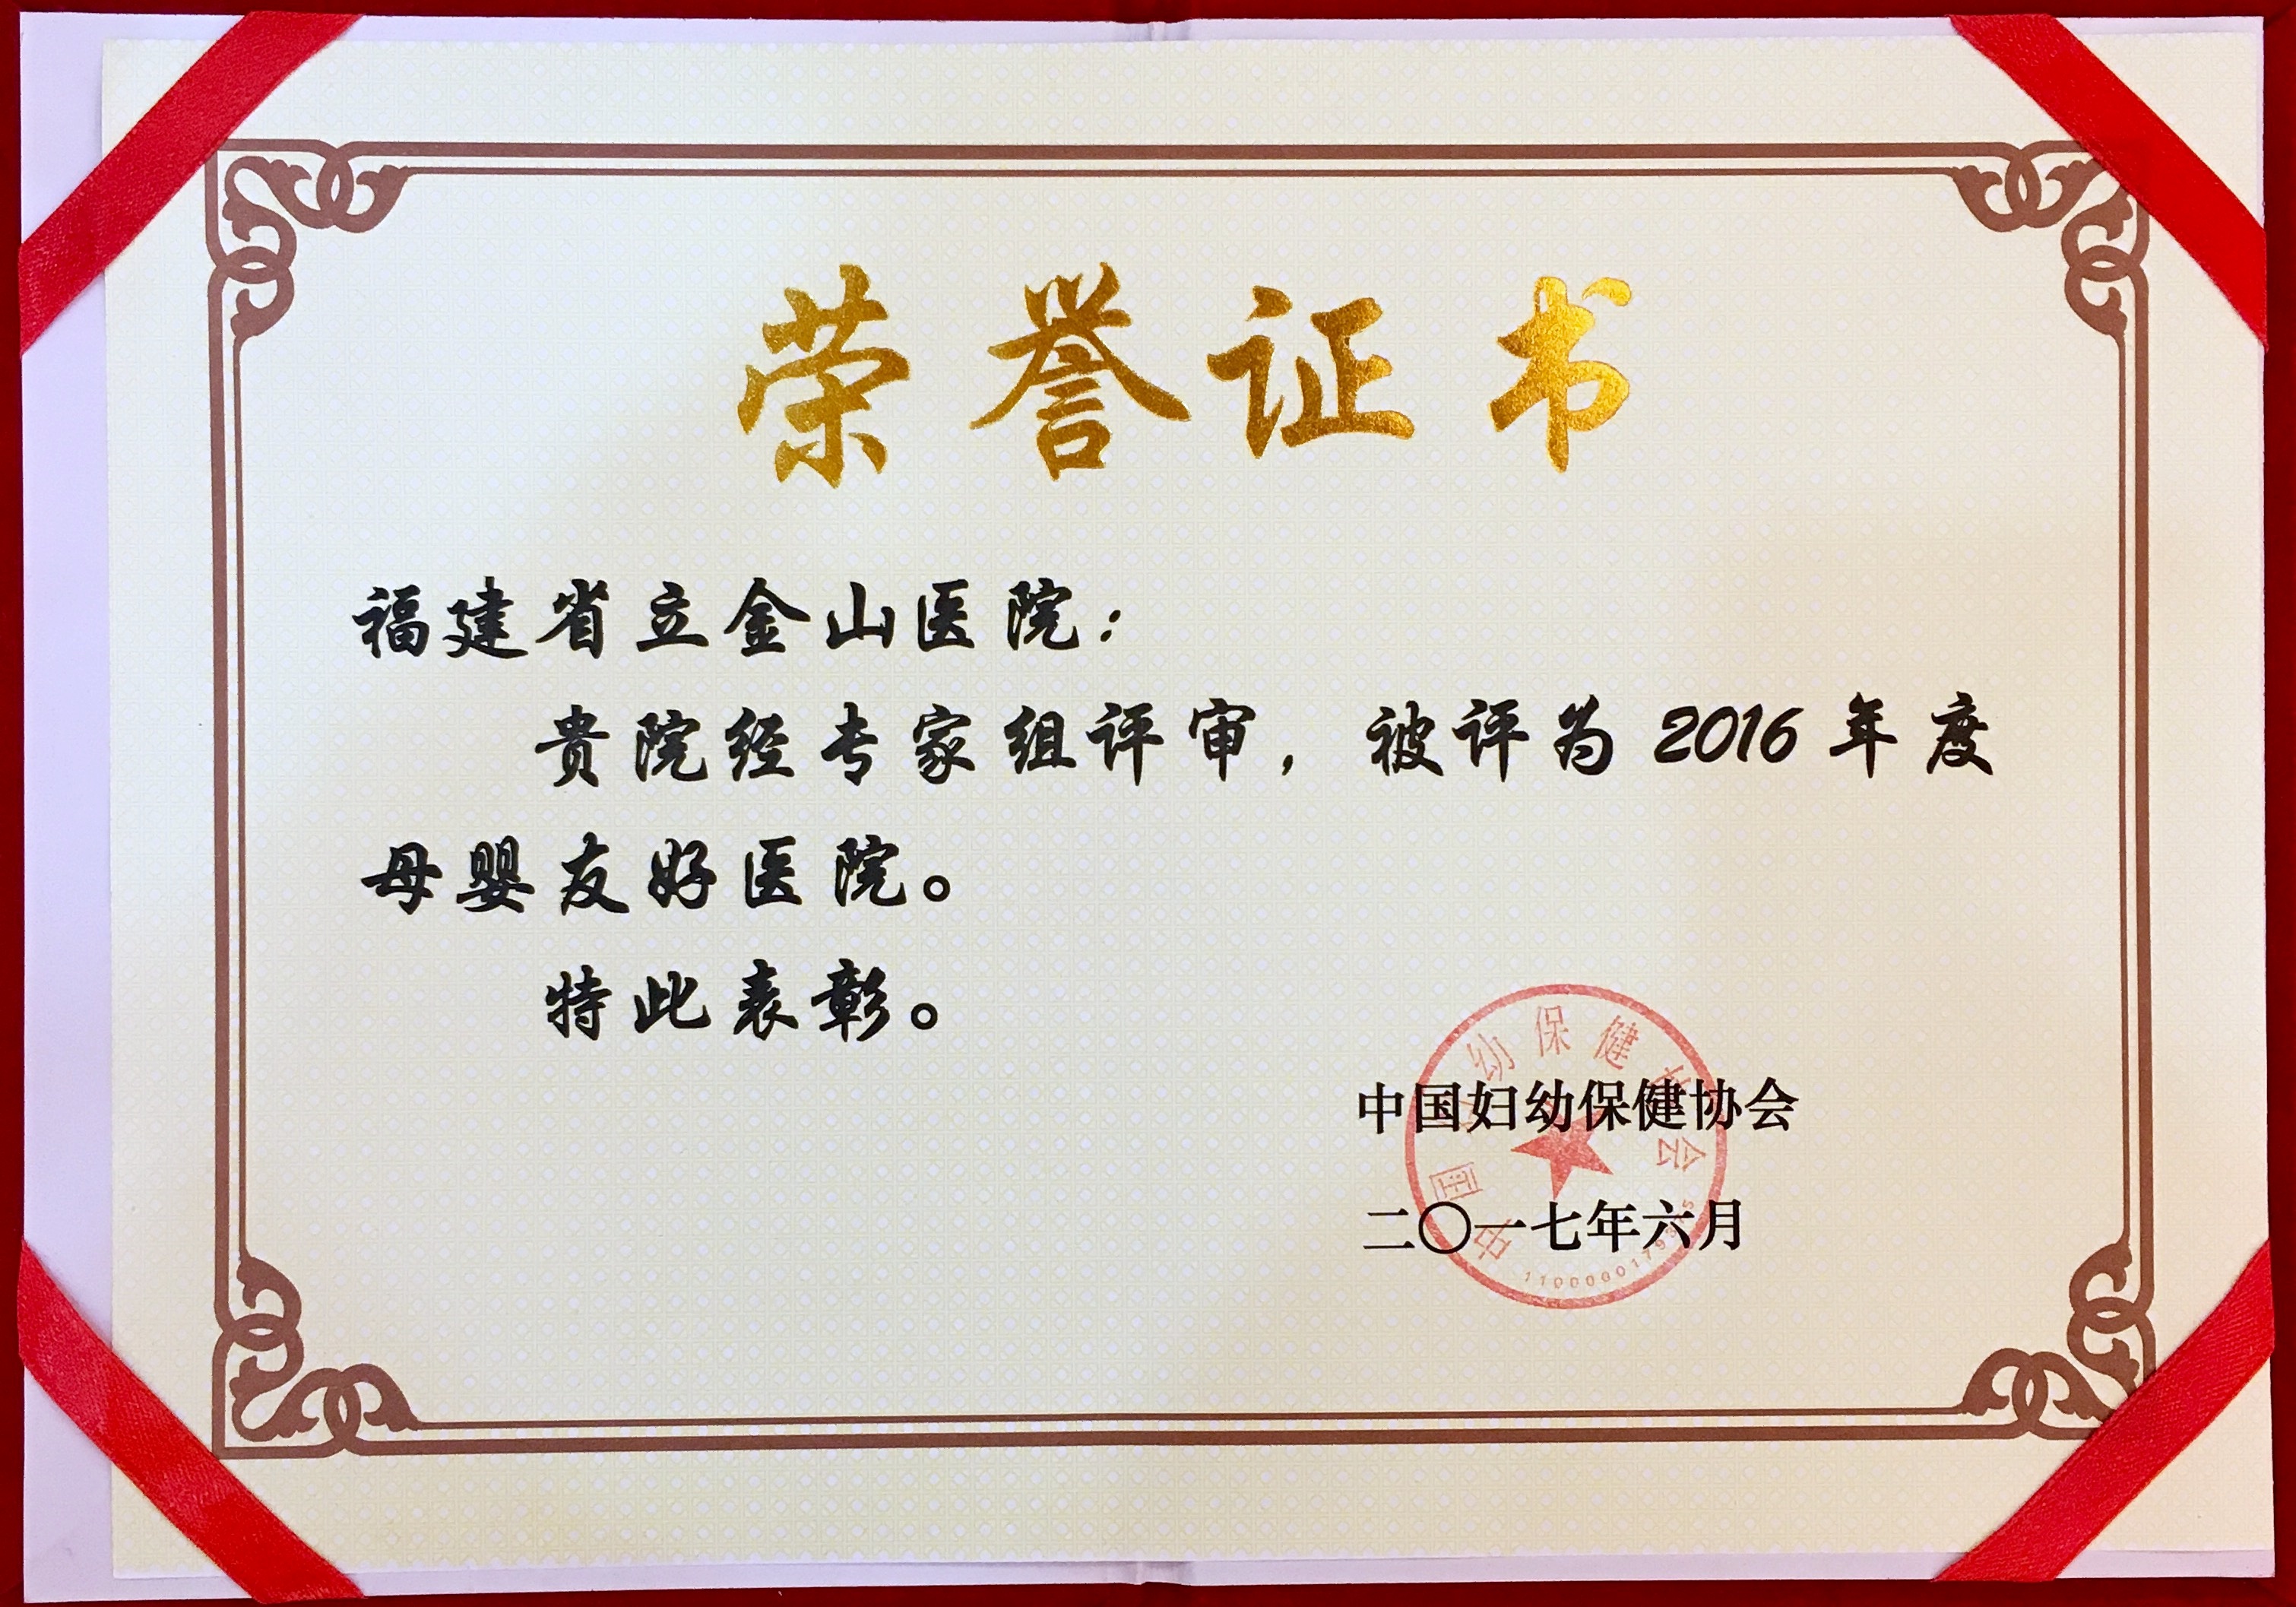 荣誉证书
福建省立金山医院：
贵院经专家组评审，被评为2016年度
母婴友好医院。
特此表彰。
中国妇幼保健协会
二〇一七年六月